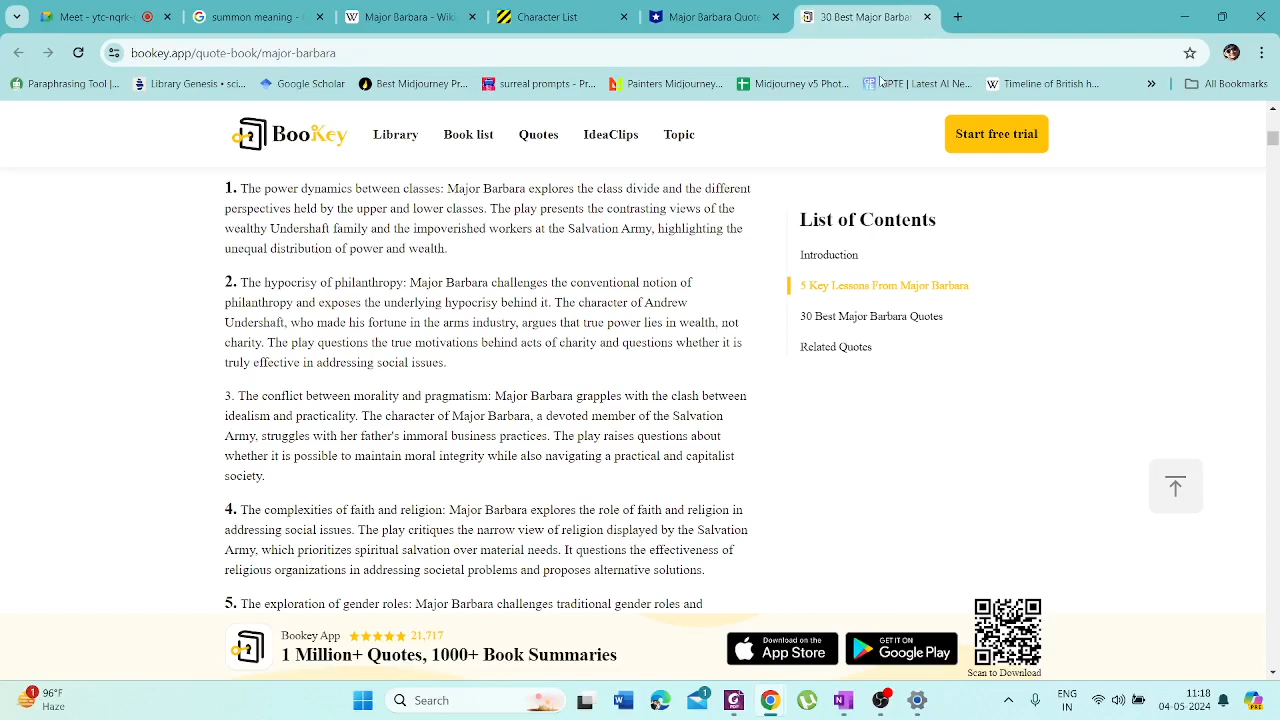 Meet - ytc-rqrk-
summon meaning -
Major Barbara - Wiki
Character List
Major Barbara Quote
30 Best Major Barba
bookey.app/quote-book/major-barbara
Paraphrasing Tool |...
Library Genesis • sci...
Google Scholar
Best Midjourney Pr...
surreal prompts - Pr...
Painters Midjourney...
Midjourney v5 Phot...
| Latest AI Ne...
Timeline of British h...
All Bookmarks
BooKey
Library
Book list
Quotes
IdeaClips
Topic
Start free trial
1. The power dynamics between classes: Major Barbara explores the class divide and the different
perspectives held by the upper and lower classes. The play presents the contrasting views of the
wealthy Undershaft family and the impoverished workers at the Salvation Army, highlighting the
unequal distribution of power and wealth.
2. The hypocrisy of philanthropy: Major Barbara challenges the conventional notion of
philanthropy and exposes the underlying hypocrisy behind it. The character of Andrew
Undershaft, who made his fortune in the arms industry, argues that true power lies in wealth, not
charity. The play questions the true motivations behind acts of charity and questions whether it is
truly effective in addressing social issues.
3. The conflict between morality and pragmatism: Major Barbara grapples with the clash between
idealism and practicality. The character of Major Barbara, a devoted member of the Salvation
Army, struggles with her father's immoral business practices. The play raises questions about
whether it is possible to maintain moral integrity while also navigating a practical and capitalist
society.
4. The complexities of faith and religion: Major Barbara explores the role of faith and religion in
addressing social issues. The play critiques the narrow view of religion displayed by the Salvation
Army, which prioritizes spiritual salvation over material needs. It questions the effectiveness of
religious organizations in addressing societal problems and proposes alternative solutions.
5. The exploration of gender roles: Major Barbara challenges traditional gender roles and
List of Contents
Introduction
5 Key Lessons From Major Barbara
30 Best Major Barbara Quotes
Related Quotes
Bookey App ★★★★★ 21,717
1 Million+ Quotes, 1000+ Book Summaries
Download on the
App Store
GET IT ON
Google Play
Scan to Download
1
96°F
Haze
Search
1
ENG
IN
11:18
04-05-2024